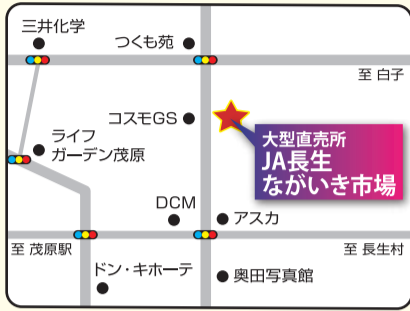 三井化学
つくも苑
至 白子
コスモGS
ライフ
ガーデン茂原
大型直売所
JA長生
ながいき市場
DCM
アスカ
至 茂原駅
至 長生村
ドン・キホーテ
奥田写真館